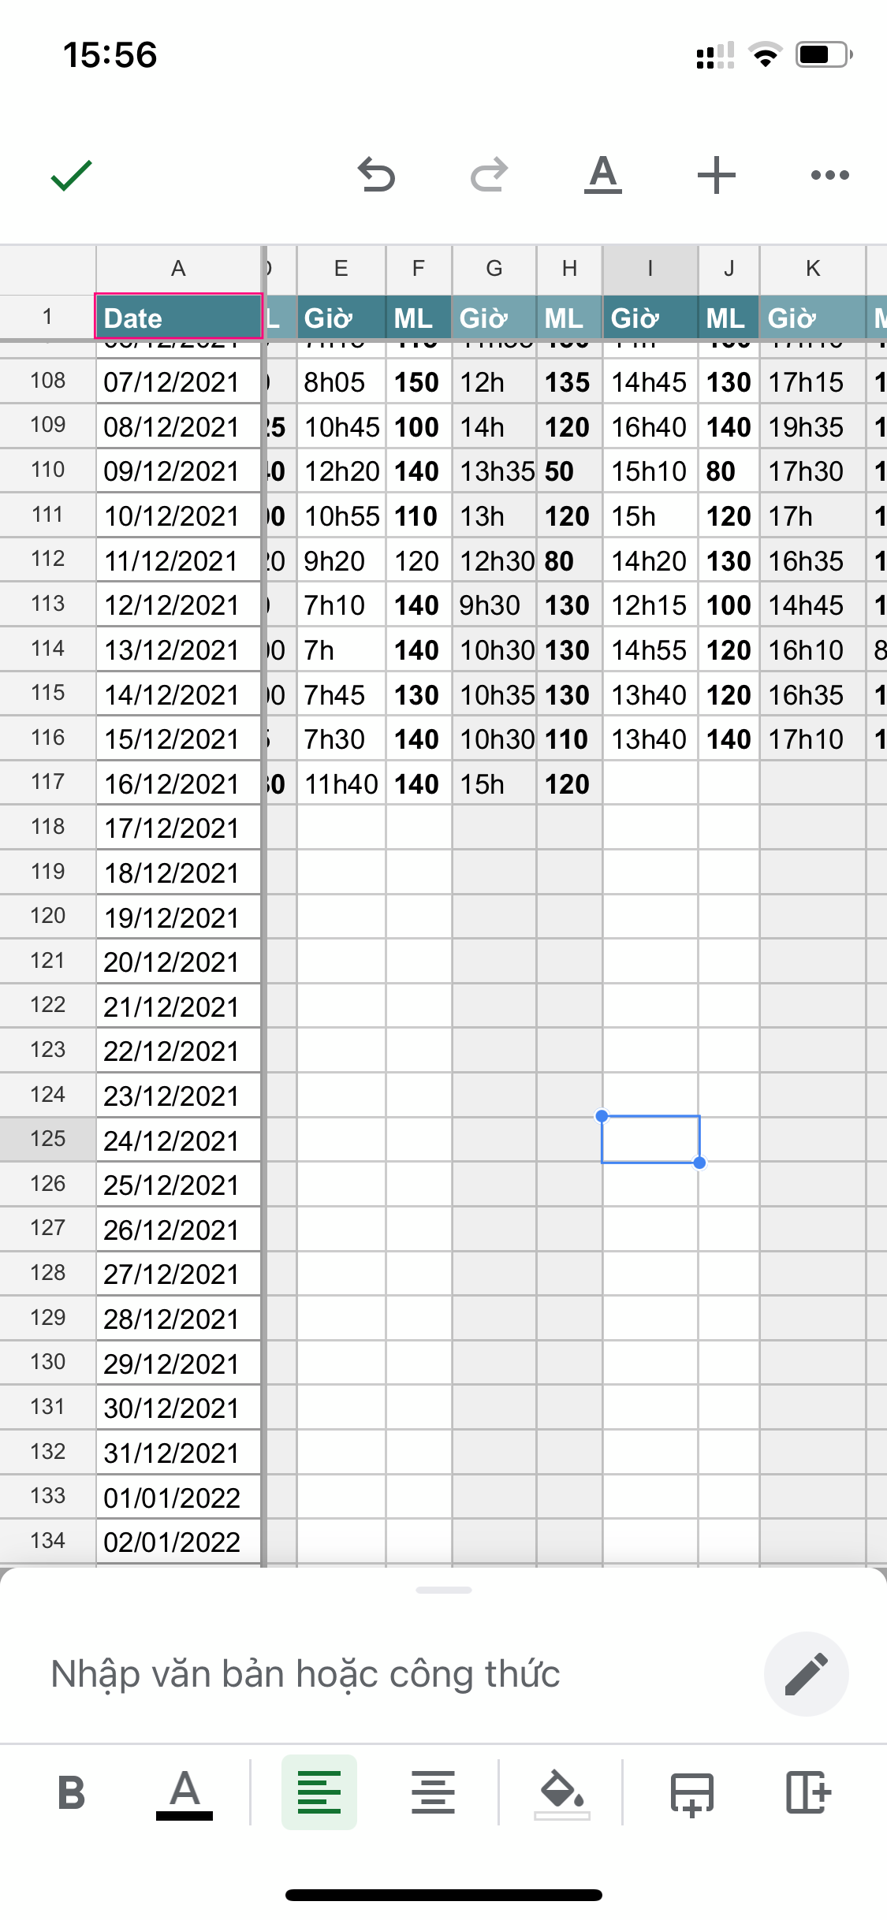 15:56
A E F G H I J K
1 Date L Giờ ML Giờ ML Giờ ML Giờ
108 07/12/2021 8h05 150 12h 135 14h45 130 17h15
109 08/12/2021 10h45 100 14h 120 16h40 140 19h35
110 09/12/2021 12h20 140 13h35 50 15h10 80 17h30
111 10/12/2021 10h55 110 13h 120 15h 120 17h
112 11/12/2021 9h20 120 12h30 80 14h20 130 16h35
113 12/12/2021 7h10 140 9h30 130 12h15 100 14h45
114 13/12/2021 7h 140 10h30 130 14h55 120 16h10
115 14/12/2021 7h45 130 10h35 130 13h40 120 16h35
116 15/12/2021 7h30 140 10h30 110 13h40 140 17h10
117 16/12/2021 11h40 140 15h 120
118 17/12/2021
119 18/12/2021
120 19/12/2021
121 20/12/2021
122 21/12/2021
123 22/12/2021
124 23/12/2021
125 24/12/2021
126 25/12/2021
127 26/12/2021
128 27/12/2021
129 28/12/2021
130 29/12/2021
131 30/12/2021
132 31/12/2021
133 01/01/2022
134 02/01/2022
Nhập văn bản hoặc công thức
B A